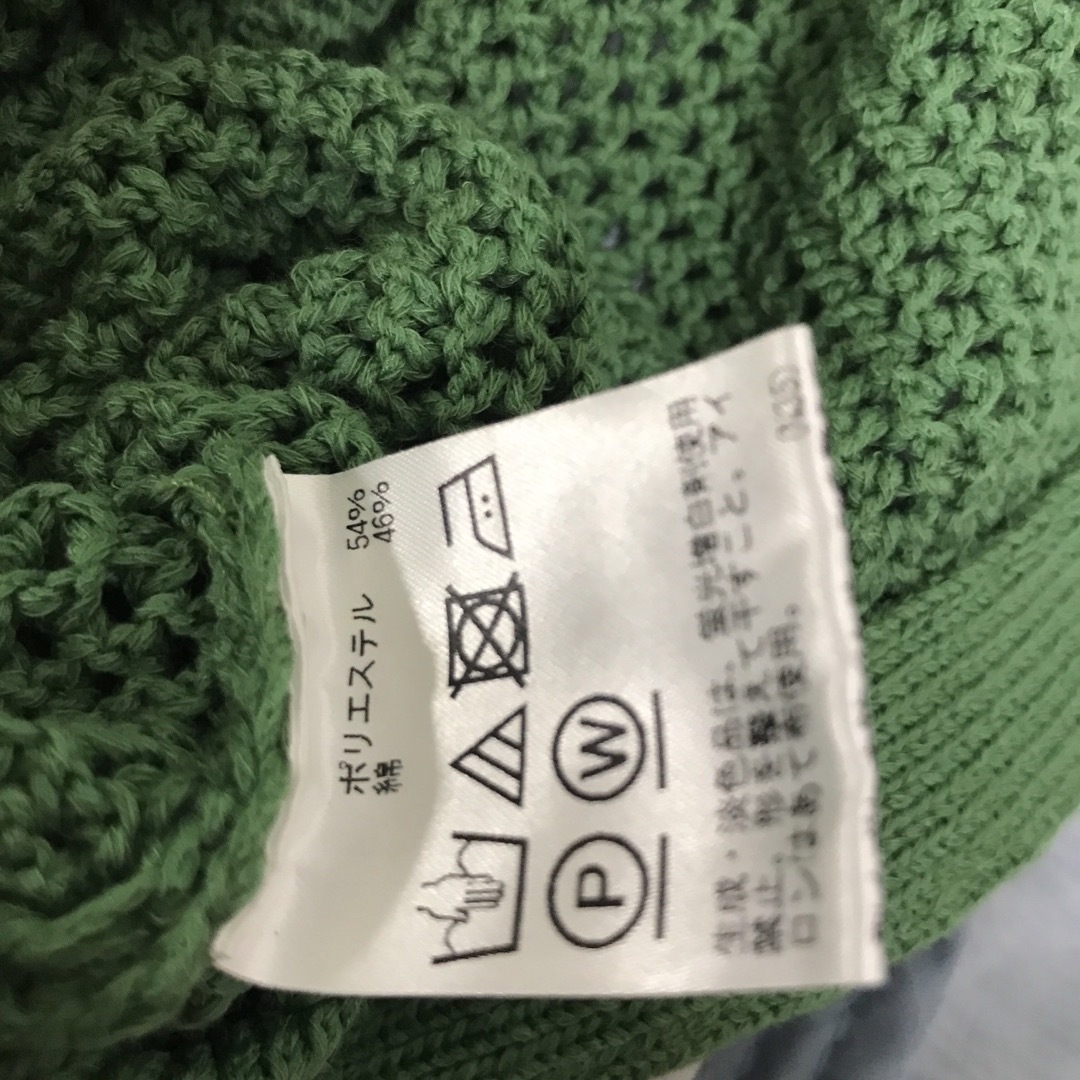 ポリエステル 54%
綿 46%
P W
生成・淡色品は、蛍光増白剤使用
禁止。形を整えて干すこと。アイ
ロンはあて布使用。